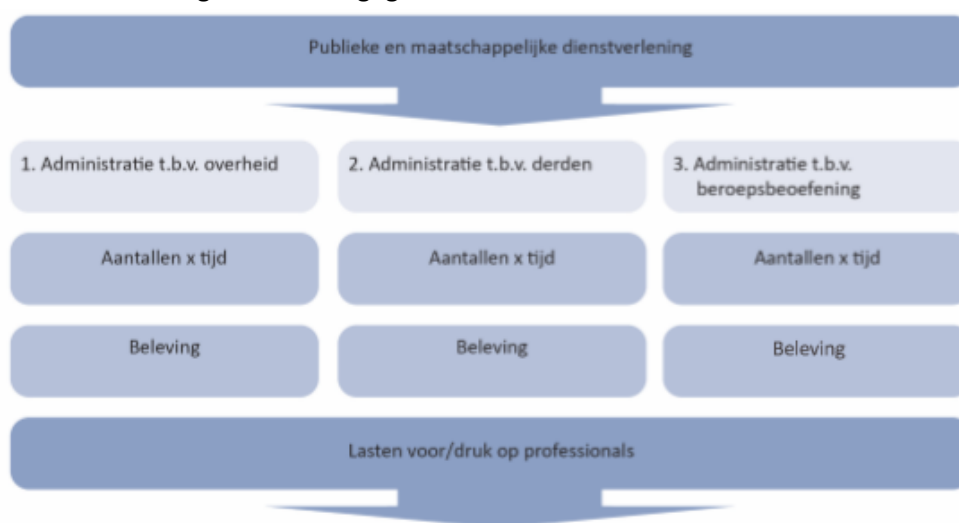 Publieke en maatschappelijke dienstverlening
1. Administratie t.b.v. overheid
2. Administratie t.b.v. derden
3. Administratie t.b.v.
beroepsbeoefening
Aantallen x tijd
Aantallen x tijd
Aantallen x tijd
Beleving
Beleving
Beleving
Lasten voor/druk op professionals